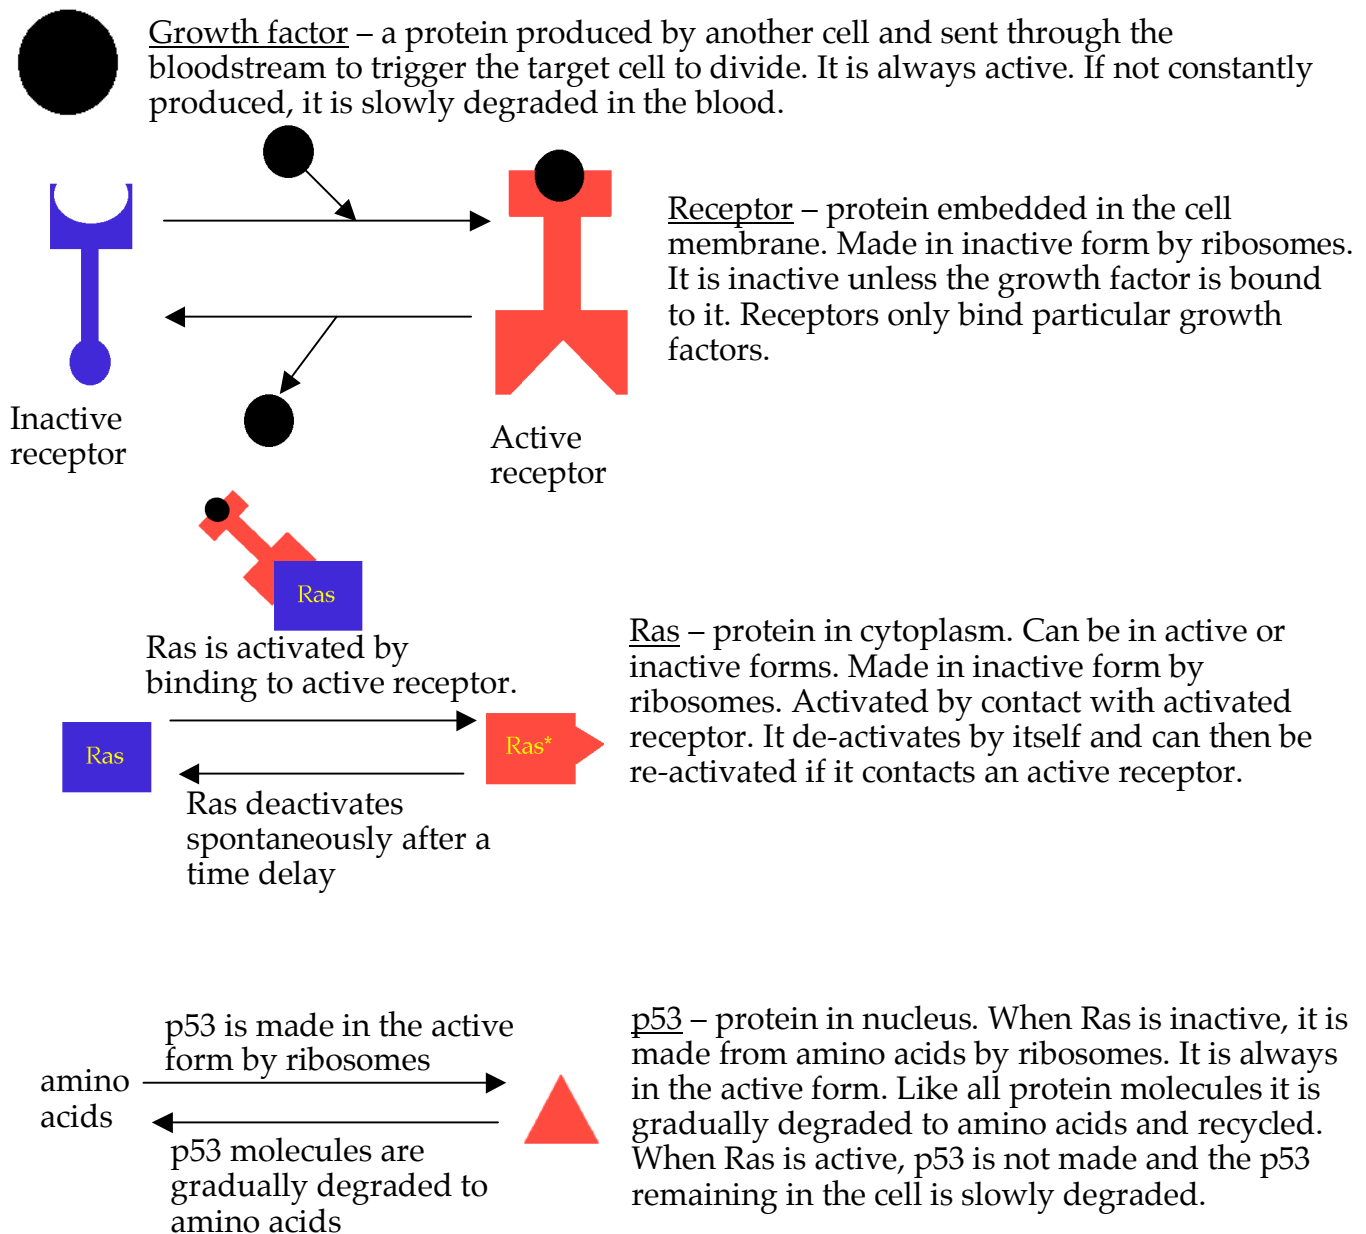 Growth factor – a protein produced by another cell and sent through the
bloodstream to trigger the target cell to divide. It is always active. If not constantly
produced, it is slowly degraded in the blood.
Receptor – protein embedded in the cell
membrane. Made in inactive form by ribosomes.
It is inactive unless the growth factor is bound
to it. Receptors only bind particular growth
factors.
Inactive
receptor
Active
receptor
Ras
Ras is activated by
binding to active receptor.
Ras
Ras*
Ras deactivates
spontaneously after a
time delay
Ras – protein in cytoplasm. Can be in active or
inactive forms. Made in inactive form by
ribosomes. Activated by contact with activated
receptor. It de-activates by itself and can then be
re-activated if it contacts an active receptor.
p53 is made in the active
form by ribosomes
amino
acids
p53 molecules are
gradually degraded to
amino acids
p53 – protein in nucleus. When Ras is inactive, it is
made from amino acids by ribosomes. It is always
in the active form. Like all protein molecules it is
gradually degraded to amino acids and recycled.
When Ras is active, p53 is not made and the p53
remaining in the cell is slowly degraded.